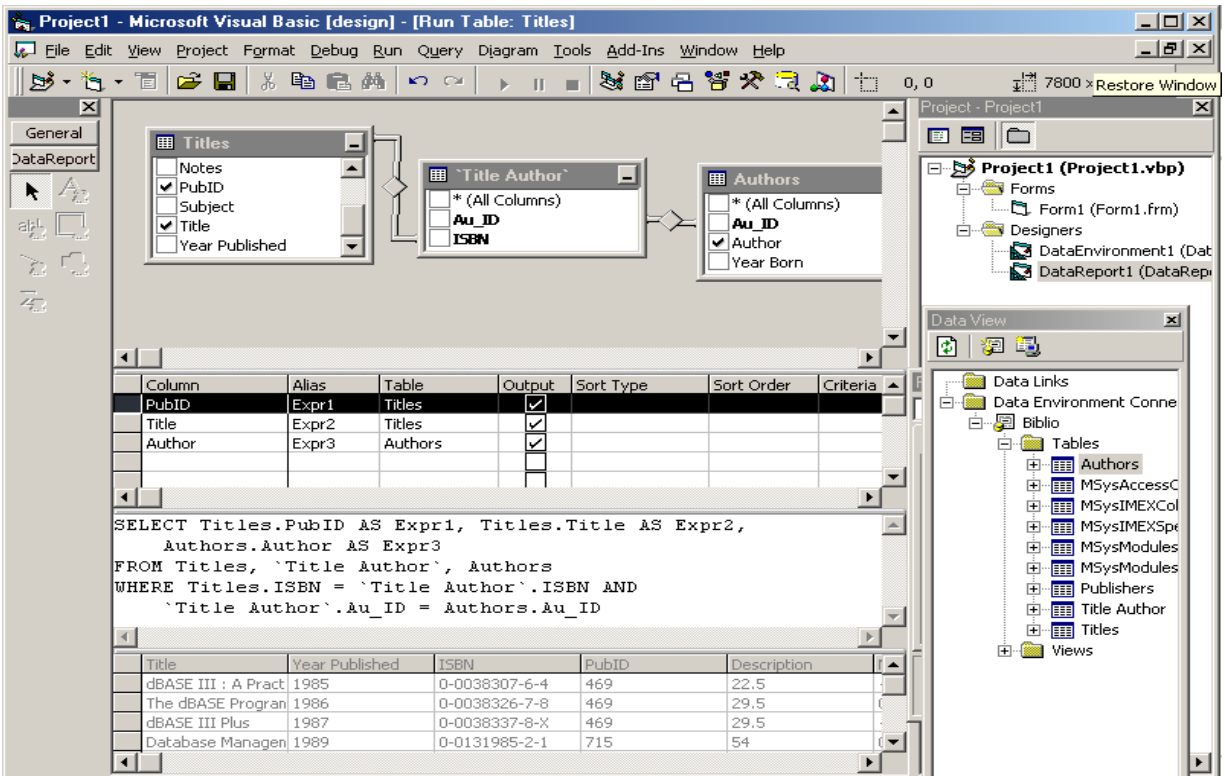 Project1 - Microsoft Visual Basic [design] - [Run Table: Titles]
File Edit View Project Format Debug Run Query Diagram Tools Add-Ins Window Help
0, 0
7800 x
Restore Window
General
DataReport
Titles
Notes
PubID
Subject
Title
Year Published
`Title Author`
* (All Columns)
Au_ID
ISBN
Authors
* (All Columns)
Au_ID
Author
Year Born
Column Alias Table Output Sort Type Sort Order Criteria
PubID Expr1 Titles
Title Expr2 Titles
Author Expr3 Authors
SELECT Titles.PubID AS Expr1, Titles.Title AS Expr2,
Authors.Author AS Expr3
FROM Titles, `Title Author`, Authors
WHERE Titles.ISBN = `Title Author`.ISBN AND
`Title Author`.Au_ID = Authors.Au_ID
Title Year Published ISBN PubID Description
dBASE III : A Pract 1985 0-0038307-6-4 469 22.5
The dBASE Progran 1986 0-0038326-7-8 469 29.5
dBASE III Plus 1987 0-0038337-8-X 469 29.5
Database Managen 1989 0-0131985-2-1 715 54
Project - Project1
Project1 (Project1.vbp)
Forms
Form1 (Form1.frm)
Designers
DataEnvironment1 (Dat
DataReport1 (DataRep
Data View
Data Links
Data Environment Conne
Biblio
Tables
Authors
MSysAccessC
MSysIMEXCol
MSysIMEXSpe
MSysModules
MSysModules
Publishers
Title Author
Titles
Views